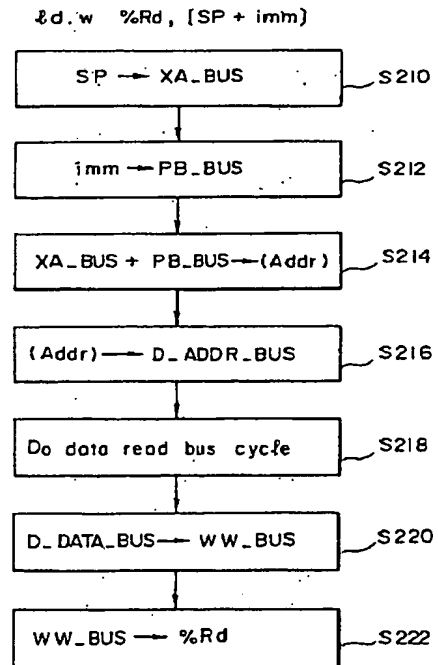 ld.w %Rd, [SP + imm]
SP → XA_BUS S210
imm → PB_BUS S212
XA_BUS + PB_BUS → (Addr) S214
(Addr) → D_ADDR_BUS S216
Do data read bus cycle S218
D_DATA_BUS → WW_BUS S220
WW_BUS → %Rd S222